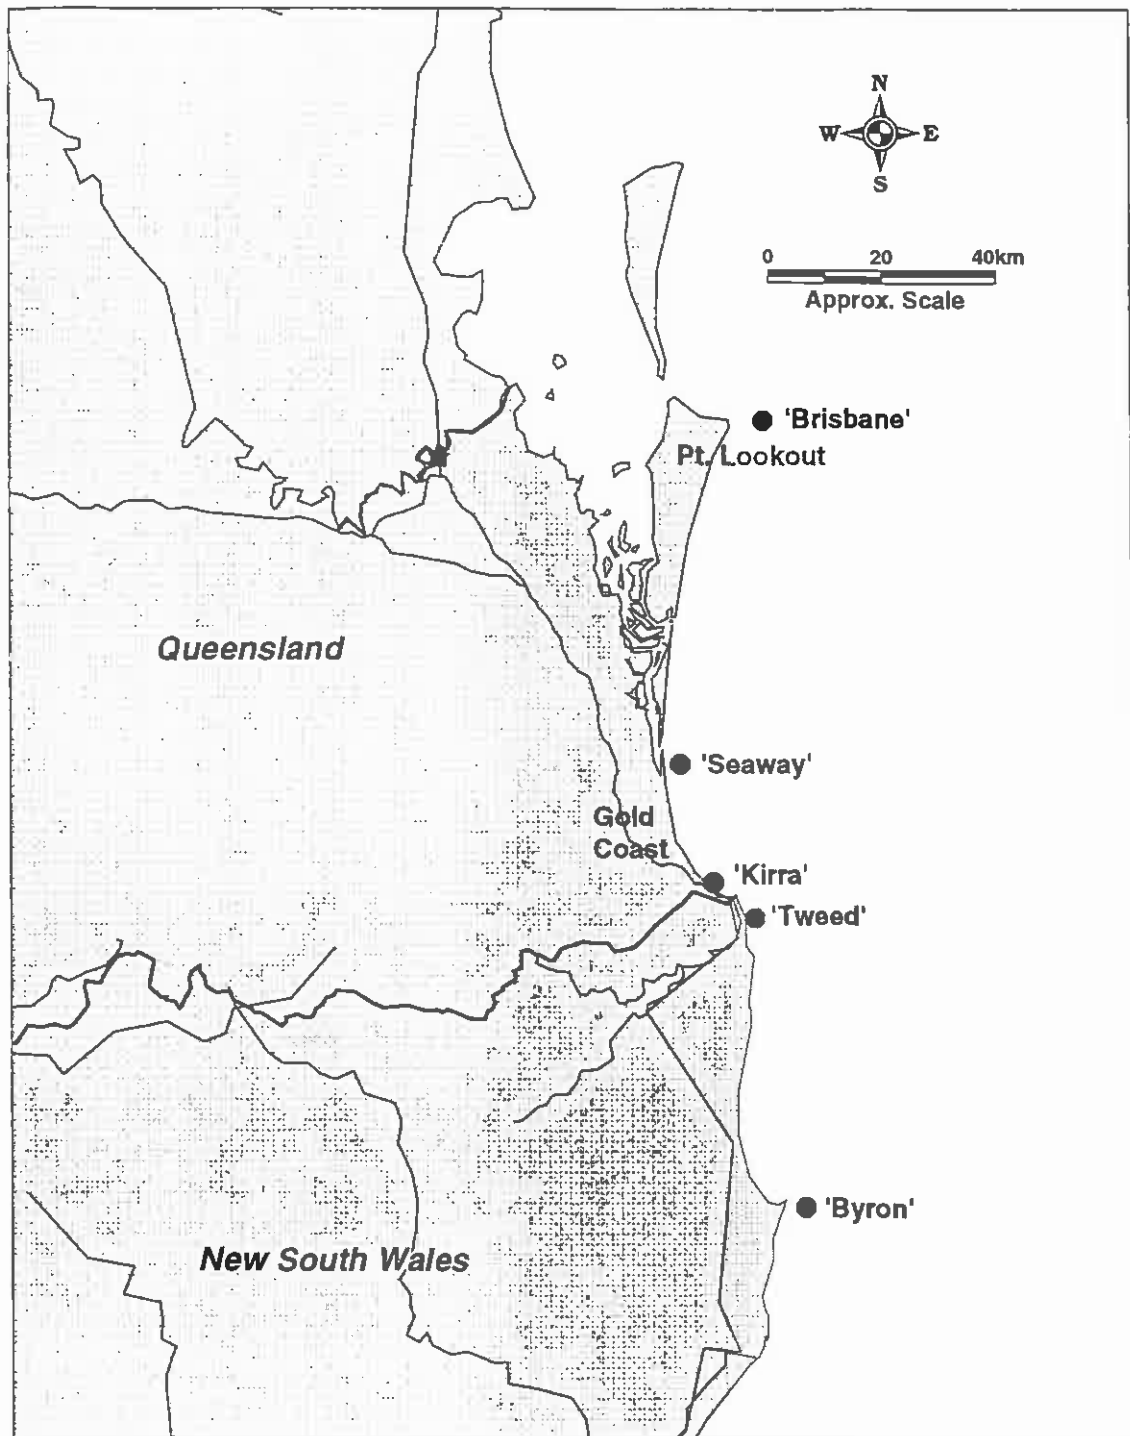 N
W E
S
0 20 40km
Approx. Scale
'Brisbane'
Pt. Lookout
Queensland
'Seaway'
Gold
Coast
'Kirra'
'Tweed'
'Byron'
New South Wales